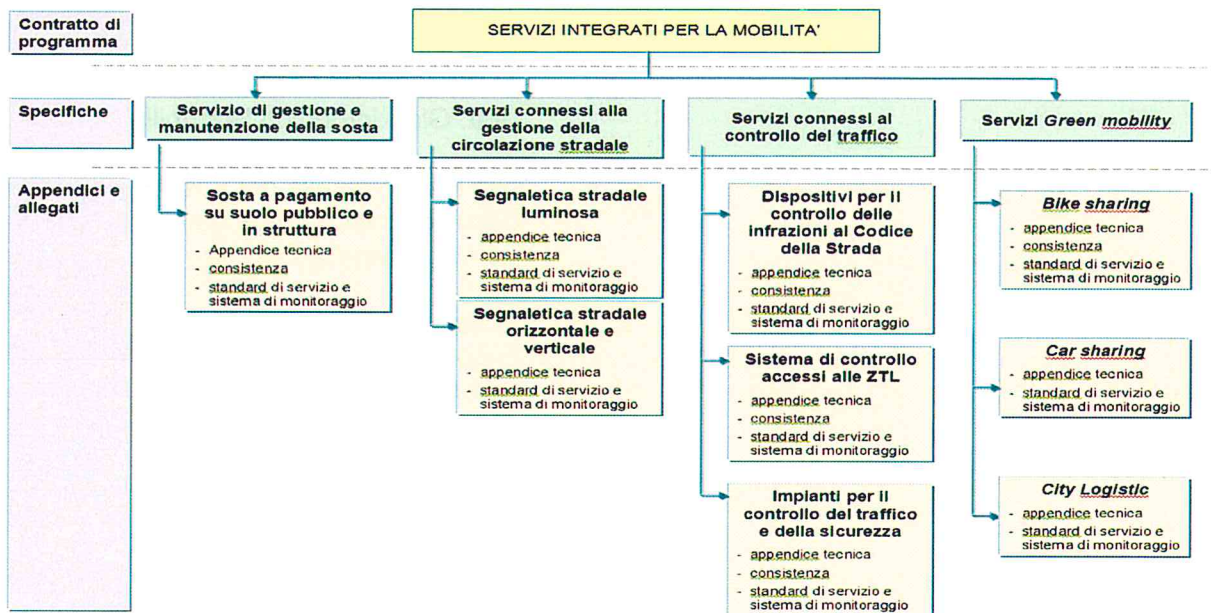 Contratto di
programma
SERVIZI INTEGRATI PER LA MOBILITA'
Specifiche
Servizio di gestione e
manutenzione della sosta
Servizi connessi alla
gestione della
circolazione stradale
Servizi connessi al
controllo del traffico
Servizi Green mobility
Appendici e
allegati
Sosta a pagamento
su suolo pubblico e
in struttura
- Appendice tecnica
- consistenza
- standard di servizio e
sistema di monitoraggio
Segnaletica stradale
luminosa
- appendice tecnica
- consistenza
- standard di servizio e
sistema di monitoraggio
Segnaletica stradale
orizzontale e
verticale
- appendice tecnica
- standard di servizio e
sistema di monitoraggio
Dispositivi per il
controllo delle
infrazioni al Codice
della Strada
- appendice tecnica
- consistenza
- standard di servizio e
sistema di monitoraggio
Sistema di controllo
accessi alle ZTL
- appendice tecnica
- consistenza
- standard di servizio e
sistema di monitoraggio
Impianti per il
controllo del traffico
e della sicurezza
- appendice tecnica
- consistenza
- standard di servizio e
sistema di monitoraggio
Bike sharing
- appendice tecnica
- consistenza
- standard di servizio e
sistema di monitoraggio
Car sharing
- appendice tecnica
- standard di servizio e
sistema di monitoraggio
City Logistic
- appendice tecnica
- standard di servizio e
sistema di monitoraggio